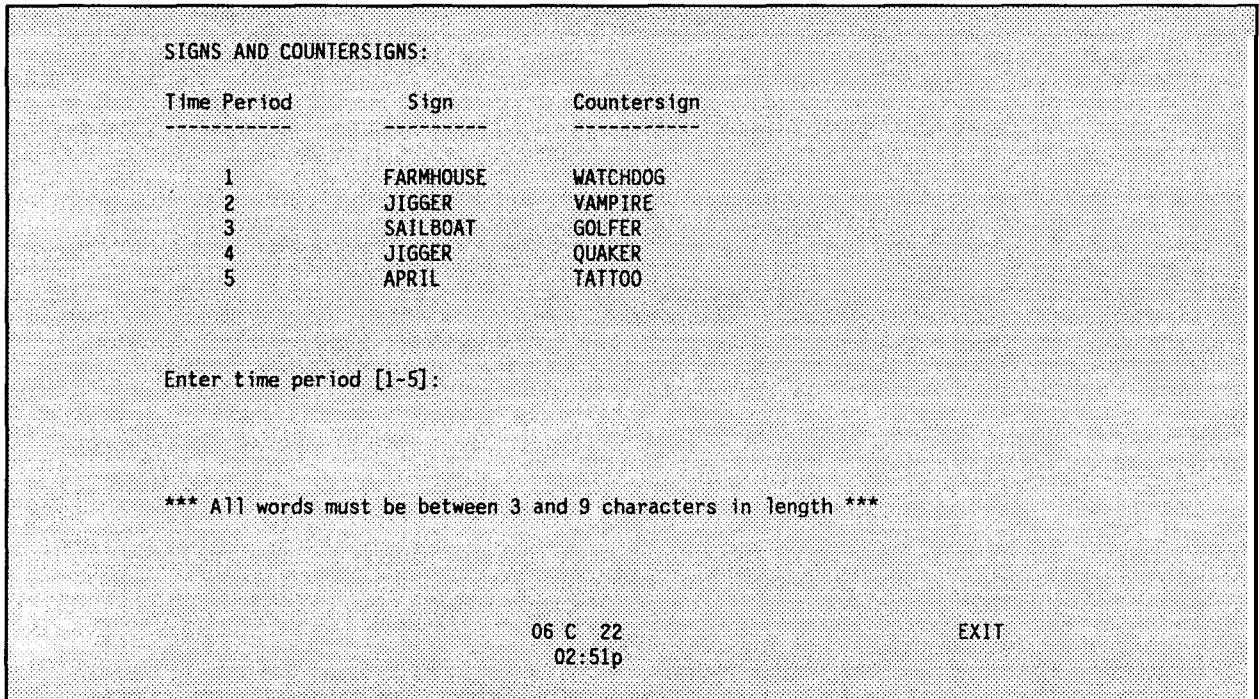 SIGNS AND COUNTERSIGNS:
Time Period Sign Countersign
----------- --------- -----------
1 FARMHOUSE WATCHDOG
2 JIGGER VAMPIRE
3 SAILBOAT GOLFER
4 JIGGER QUAKER
5 APRIL TATTOO
Enter time period [1-5]:
*** All words must be between 3 and 9 characters in length ***
06 C 22 EXIT
02:51p